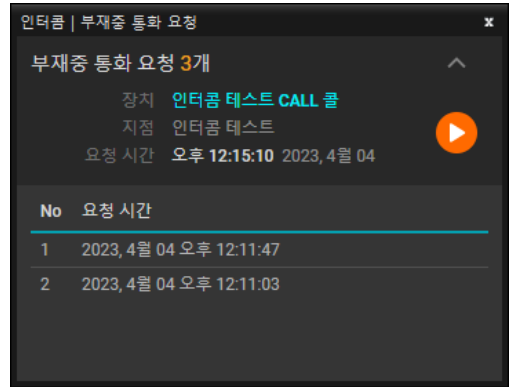 인터콤 | 부재중 통화 요청 x
부재중 통화 요청 3개
장치 인터콤 테스트 CALL 콜
지점 인터콤 테스트
요청 시간 오후 12:15:10 2023, 4월 04
No 요청 시간
1 2023, 4월 04 오후 12:11:47
2 2023, 4월 04 오후 12:11:03